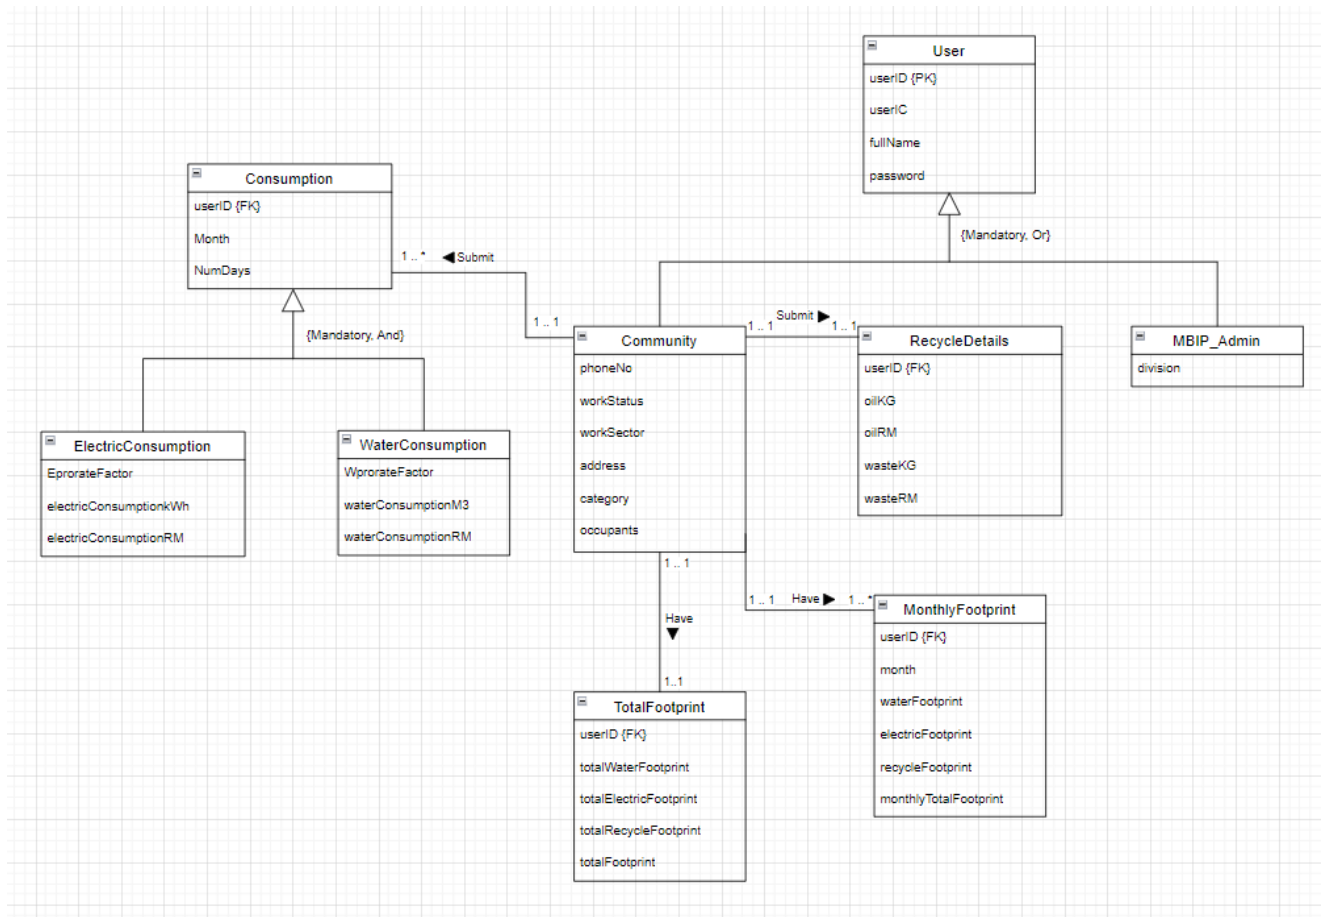 User
userID {PK}
userIC
fullName
password
{Mandatory, Or}
Consumption
userID {FK}
Month
NumDays
1 .. *
Submit
1 .. 1
{Mandatory, And}
ElectricConsumption
EprorateFactor
electricConsumptionkWh
electricConsumptionRM
WaterConsumption
WprorateFactor
waterConsumptionM3
waterConsumptionRM
Community
phoneNo
workStatus
workSector
address
category
occupants
Submit
1 .. 1
1 .. 1
RecycleDetails
userID {FK}
oilKG
oilRM
wasteKG
wasteRM
MBIP_Admin
division
1 .. 1
Have
1..1
1 .. 1
Have
1 .. *
MonthlyFootprint
userID {FK}
month
waterFootprint
electricFootprint
recycleFootprint
monthlyTotalFootprint
TotalFootprint
userID {FK}
totalWaterFootprint
totalElectricFootprint
totalRecycleFootprint
totalFootprint